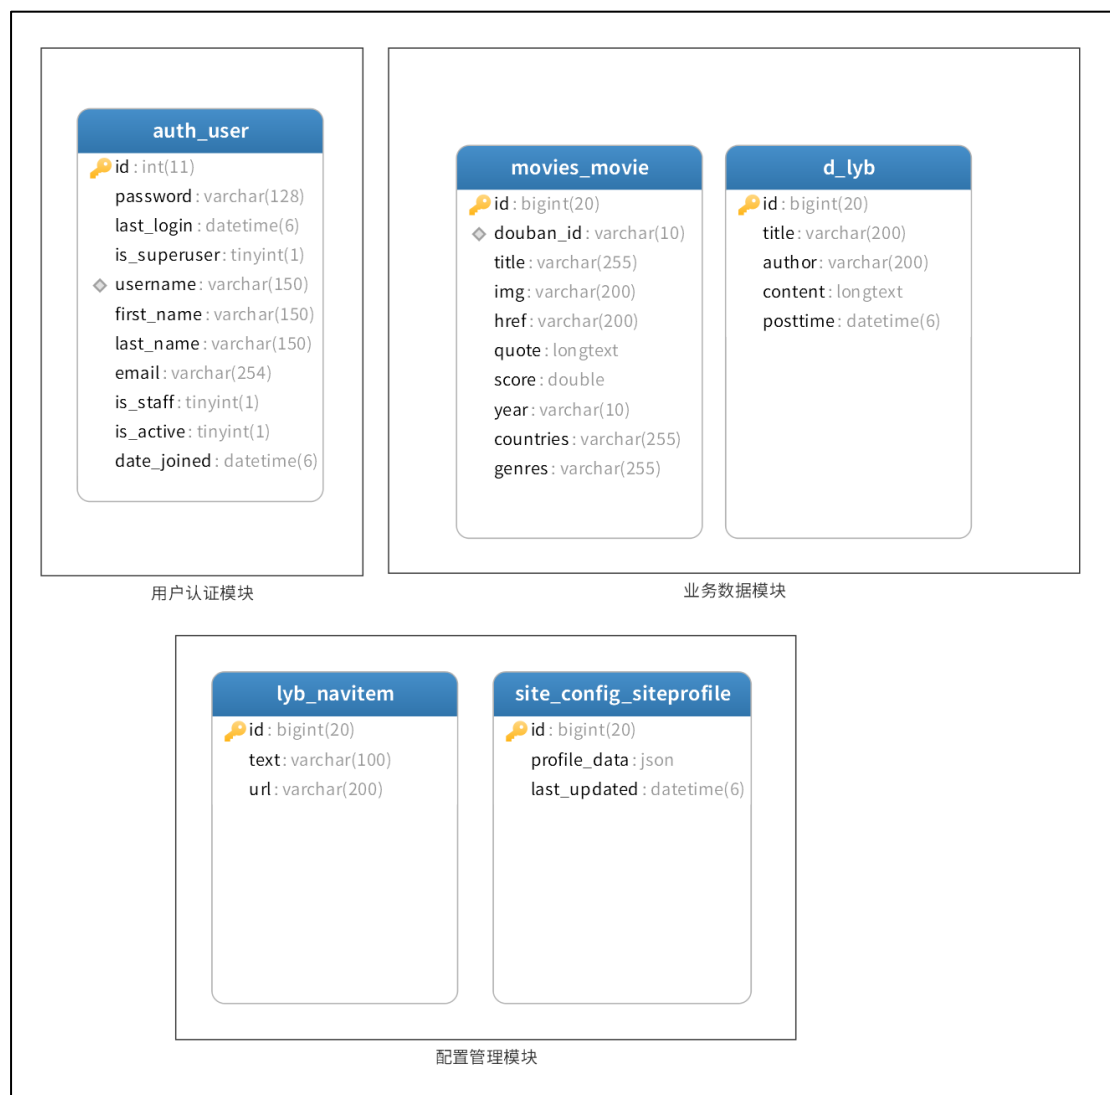 auth_user
id : int(11)
password : varchar(128)
last_login : datetime(6)
is_superuser : tinyint(1)
username : varchar(150)
first_name : varchar(150)
last_name : varchar(150)
email : varchar(254)
is_staff : tinyint(1)
is_active : tinyint(1)
date_joined : datetime(6)
用户认证模块
movies_movie
id : bigint(20)
douban_id : varchar(10)
title : varchar(255)
img : varchar(200)
href : varchar(200)
quote : longtext
score : double
year : varchar(10)
countries : varchar(255)
genres : varchar(255)
d_lyb
id : bigint(20)
title : varchar(200)
author : varchar(200)
content : longtext
posttime : datetime(6)
业务数据模块
lyb_navitem
id : bigint(20)
text : varchar(100)
url : varchar(200)
site_config_siteprofile
id : bigint(20)
profile_data : json
last_updated : datetime(6)
配置管理模块